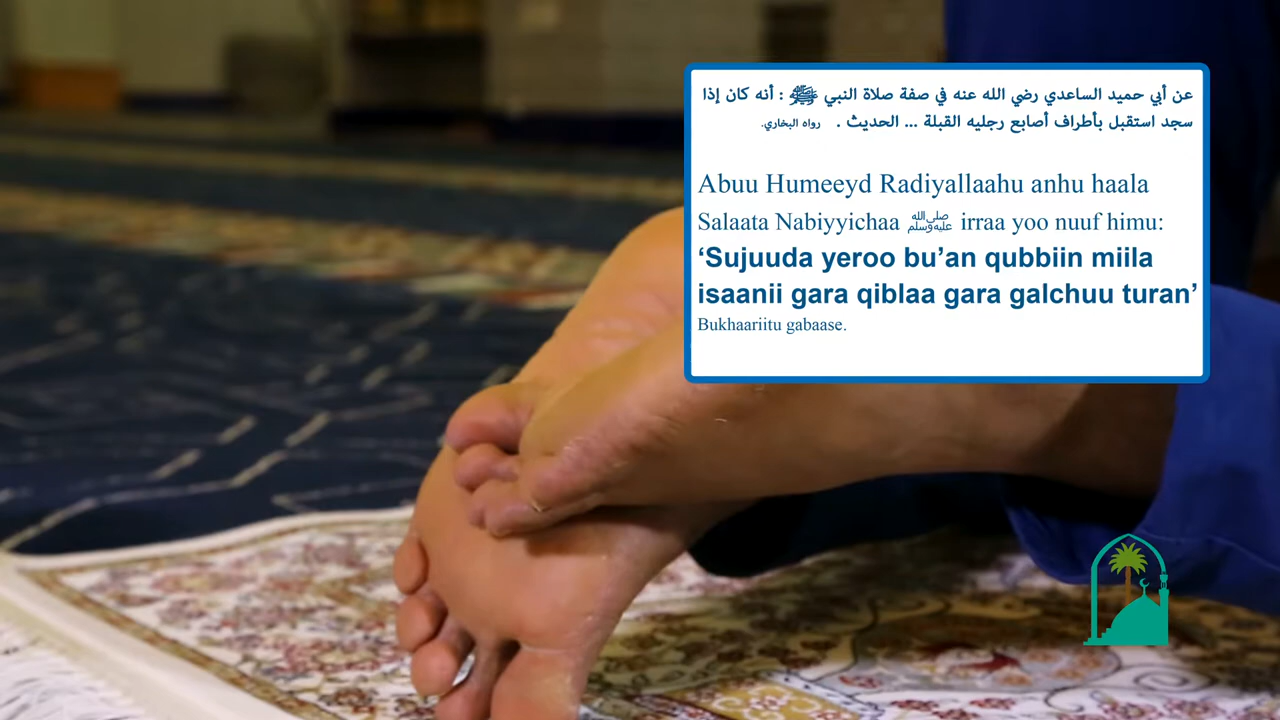 عن أبي حميد الساعدي رضي الله عنه في صفة صلاة النبي ﷺ : أنه كان إذا
سجد استقبل بأطراف أصابع رجليه القبلة ... الحديث . رواه البخاري.
Abuu Humeeyd Radiyallaahu anhu haala
Salaata Nabiyyichaa ﷺ irraa yoo nuuf himu:
‘Sujuuda yeroo bu’an qubbiin miila
isaanii gara qiblaa gara galchuu turan’
Bukhaariitu gabaase.